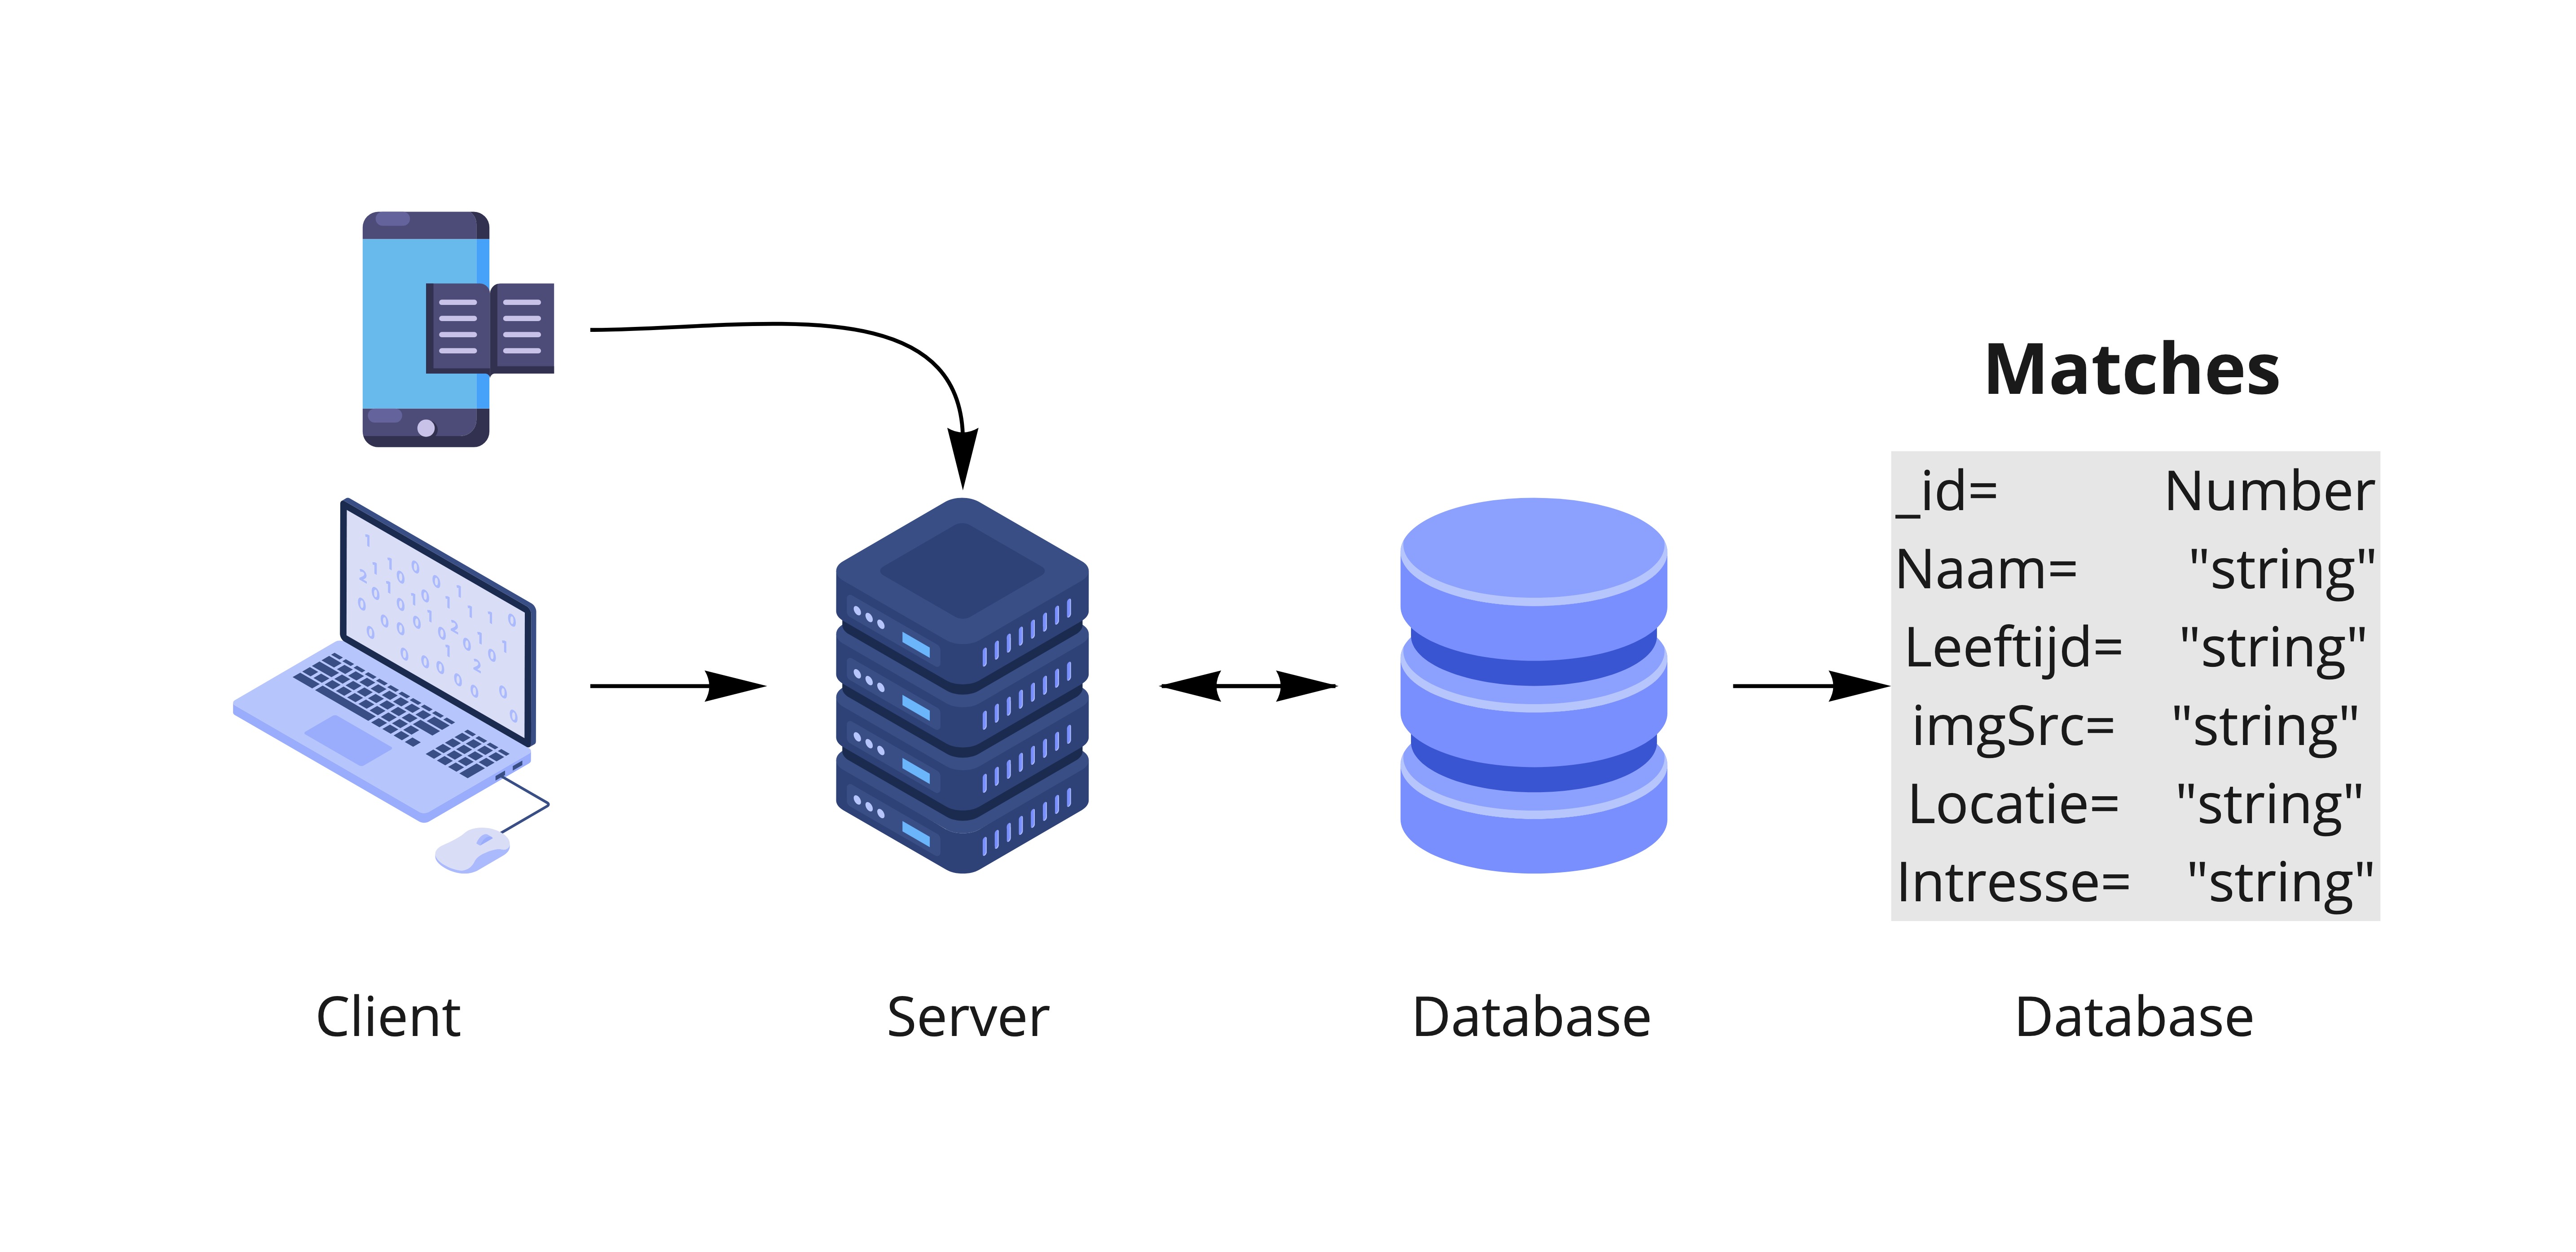 Matches
_id= Number
Naam= "string"
Leeftijd= "string"
imgSrc= "string"
Locatie= "string"
Intresse= "string"
Client Server Database Database